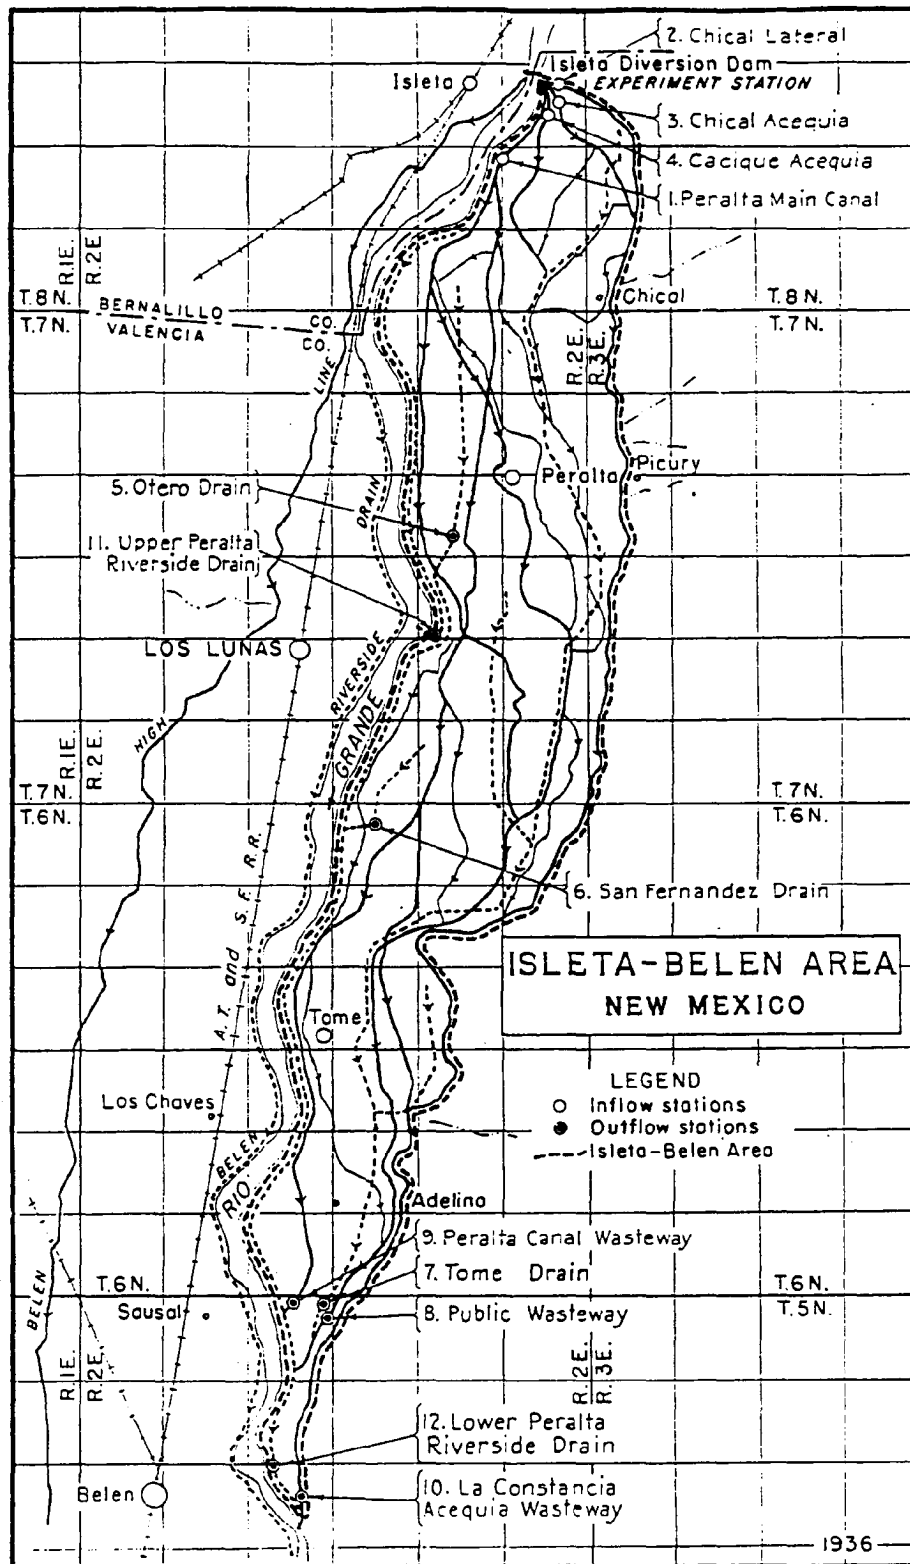 2. Chical Lateral
Isleta Diversion Dam
EXPERIMENT STATION
Isleta
3. Chical Acequia
4. Cacique Acequia
1. Peralta Main Canal
R.1E.
R.2E
T.8N.
T.7N.
BERNALILLO
VALENCIA
CO.
CO.
Chical
T.8N.
T.7N.
R.2E.
R.3E.
LINE
Picury
Peralta
5. Otero Drain
DRAIN
11. Upper Peralta
Riverside Drain
LOS LUNAS
RIVERSIDE
GRANDE
HIGH
R.1E.
R.2E.
T.7N.
T.6N.
T.7N.
T.6N.
6. San Fernandez Drain
A.T. and S.F. R.R.
ISLETA-BELEN AREA
NEW MEXICO
Tome
LEGEND
Inflow stations
Outflow stations
Isleta-Belen Area
Los Chaves
BELEN
RIO
Adelino
9. Peralta Canal Wasteway
7. Tome Drain
8. Public Wasteway
T.6N.
T.6N.
T.5N.
Sausal
BELEN
R.1E.
R.2E.
R.2E.
R.3E.
12. Lower Peralta
Riverside Drain
Belen
10. La Constancia
Acequia Wasteway
1936